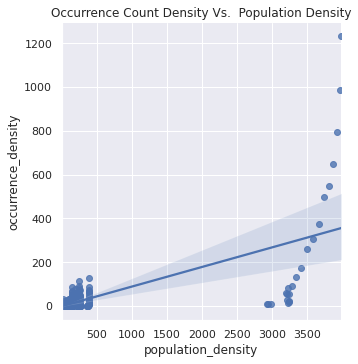 Occurrence Count Density Vs.  Population Density
1200
1000
800
600
400
200
0
occurrence_density
500 1000 1500 2000 2500 3000 3500
population_density